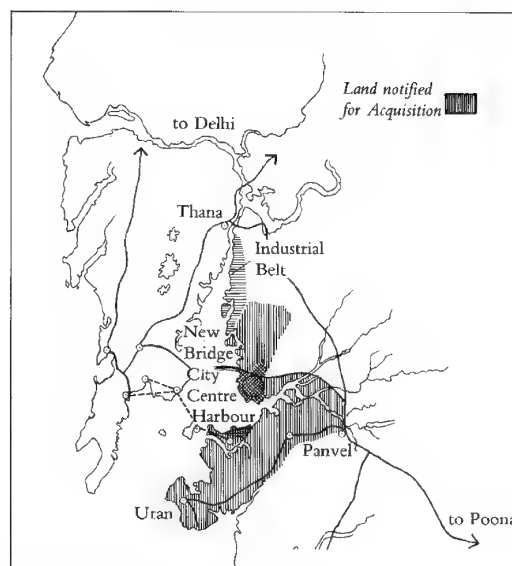 Land notified
for Acquisition
to Delhi
Thana
Industrial
Belt
New
Bridge
City
Centre
Harbour
Panvel
Uran
to Poona